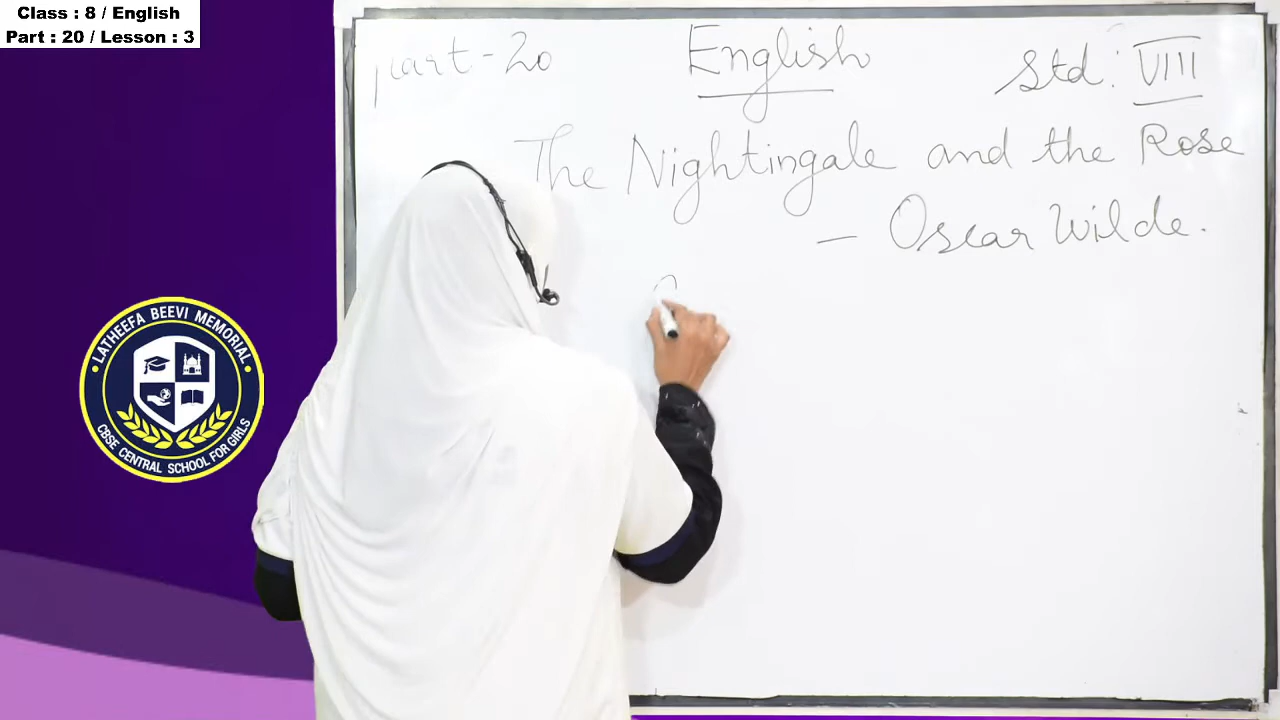 Class : 8 / English
Part : 20 / Lesson : 3
part - 20 English Std: VIII
The Nightingale and the Rose
- Oscar Wilde.
LATHEEFA BEEVI MEMORIAL
CBSE CENTRAL SCHOOL FOR GIRLS